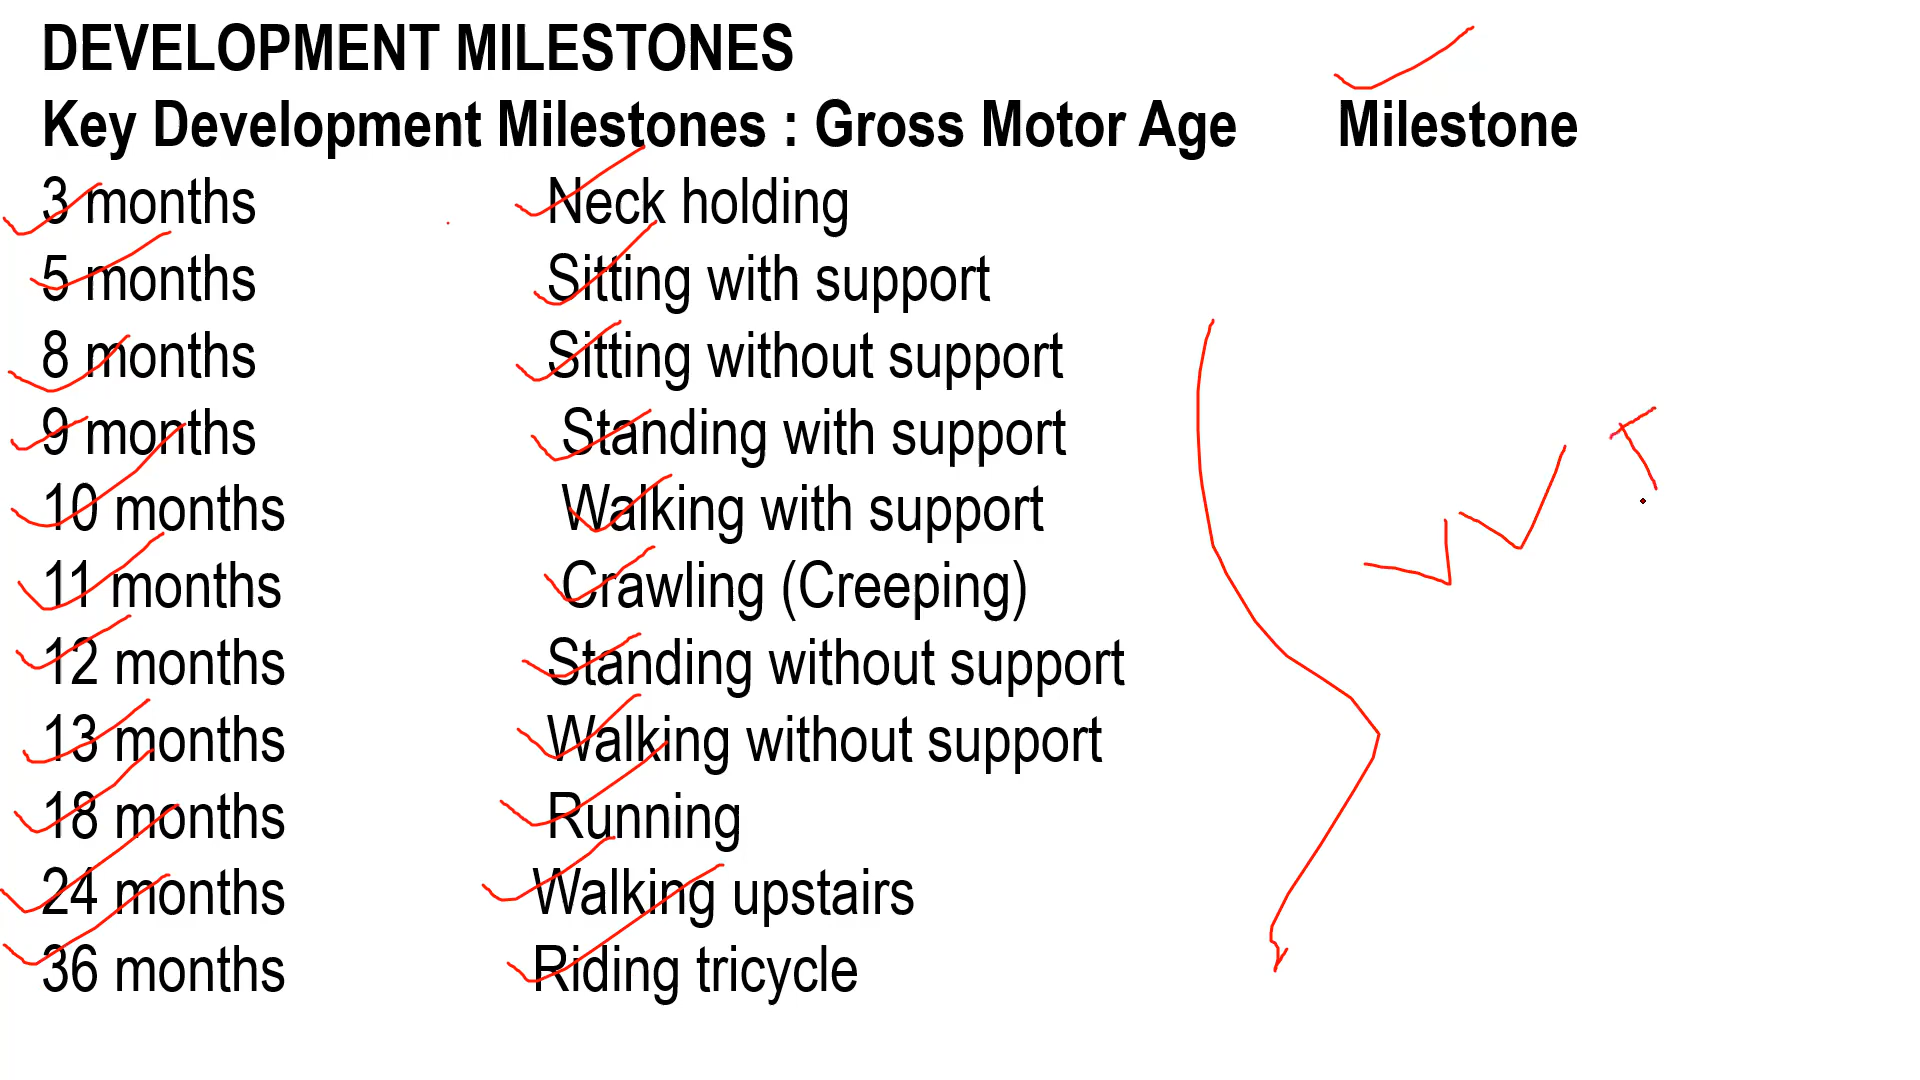 DEVELOPMENT MILESTONES
Key Development Milestones : Gross Motor Age Milestone
3 months Neck holding
5 months Sitting with support
8 months Sitting without support
9 months Standing with support
10 months Walking with support
11 months Crawling (Creeping)
12 months Standing without support
13 months Walking without support
18 months Running
24 months Walking upstairs
36 months Riding tricycle